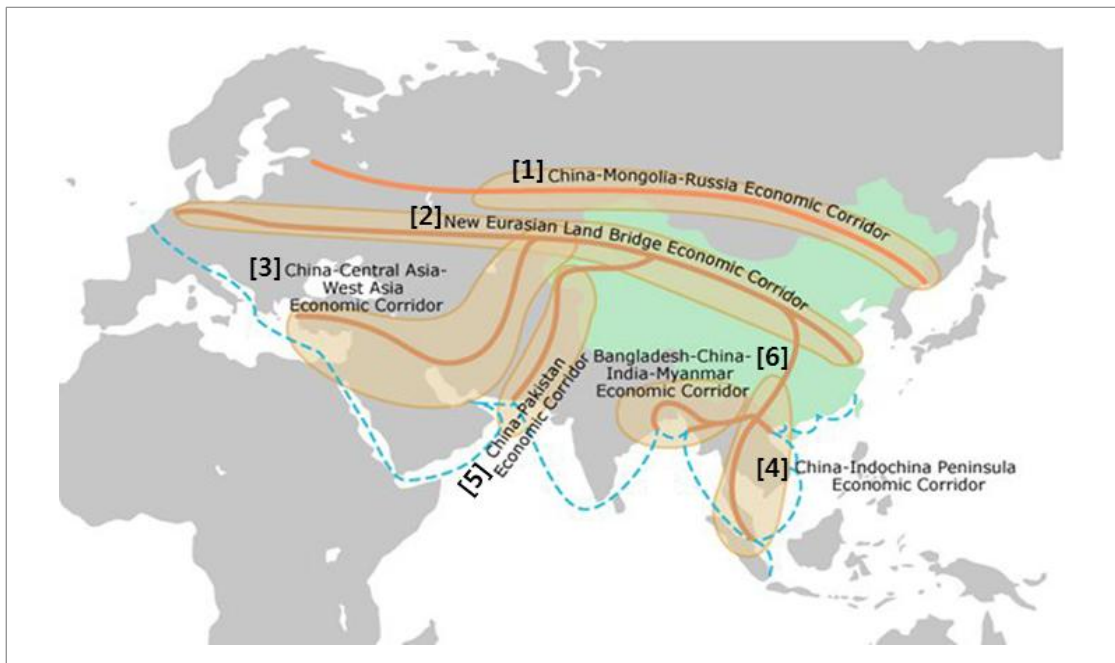 [1] China-Mongolia-Russia Economic Corridor
[2] New Eurasian Land Bridge Economic Corridor
[3] China-Central Asia-
West Asia
Economic Corridor
[6]
Bangladesh-China-
India-Myanmar
Economic Corridor
[5] China-Pakistan
Economic Corridor
[4] China-Indochina Peninsula
Economic Corridor